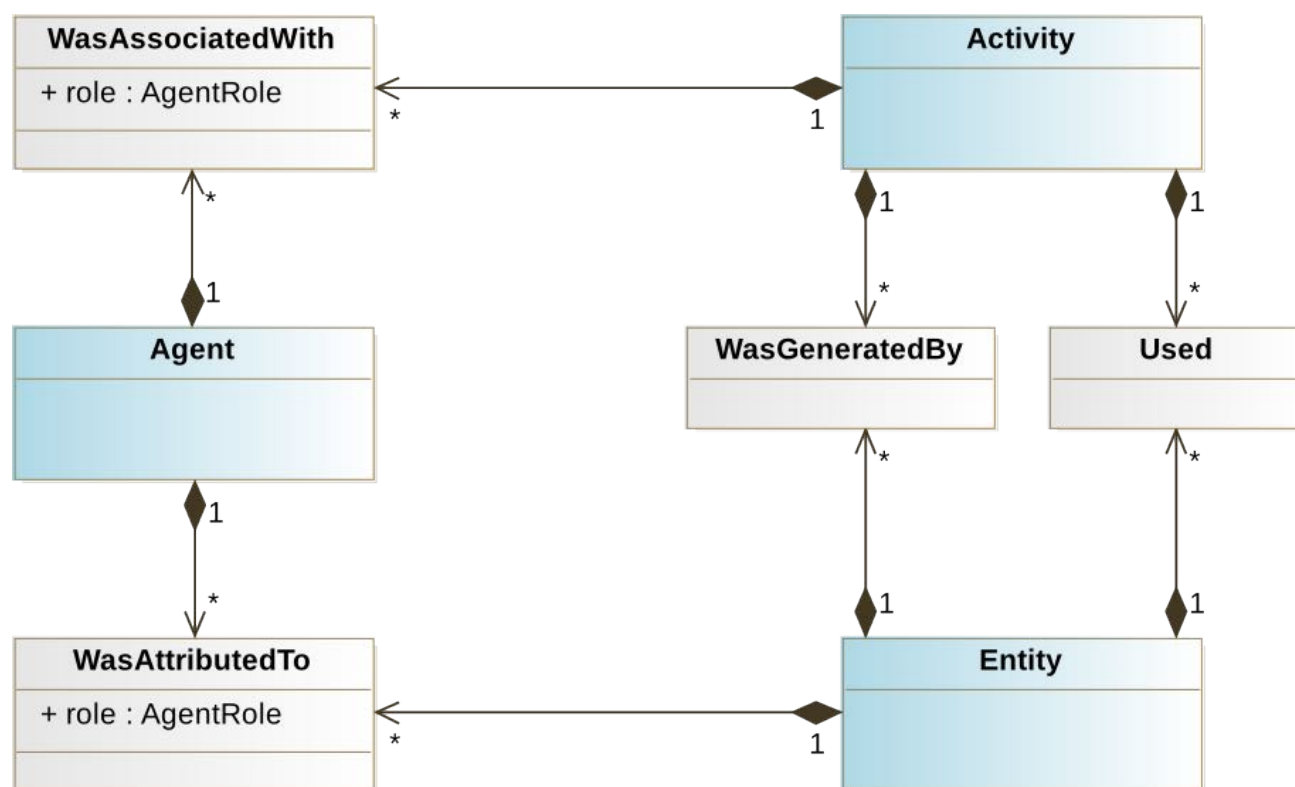 WasAssociatedWith
+ role : AgentRole
Activity
*
1
*
1
1
1
*
*
Agent
WasGeneratedBy
Used
1
*
*
*
1
1
WasAttributedTo
+ role : AgentRole
Entity
*
1